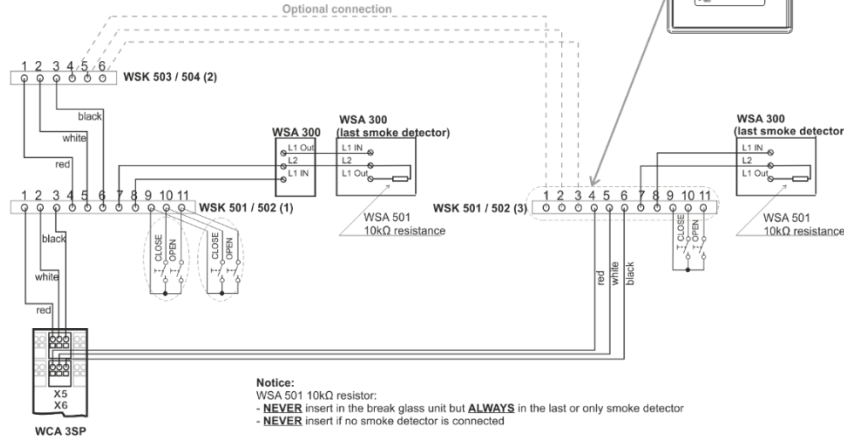 Optional connection
1 2 3 4 5 6
WSK 503 / 504 (2)
black
white
red
WSA 300
L1 Out
L2
L1 IN
WSA 300
(last smoke detector)
L1 IN
L2
L1 Out
WSA 300
(last smoke detector
L1 IN
L2
L1 Out
1 2 3 4 5 6 7 8 9 10 11
WSK 501 / 502 (1)
WSA 501
10kΩ resistance
WSK 501 / 502 (3)
1 2 3 4 5 6 7 8 9 10 11
WSA 501
10kΩ resistance
black
white
red
CLOSE
OPEN
CLOSE
OPEN
red
white
black
CLOSE
OPEN
X5
X6
WCA 3SP
Notice:
WSA 501 10kΩ resistor:
- NEVER insert in the break glass unit but ALWAYS in the last or only smoke detector
- NEVER insert if no smoke detector is connected